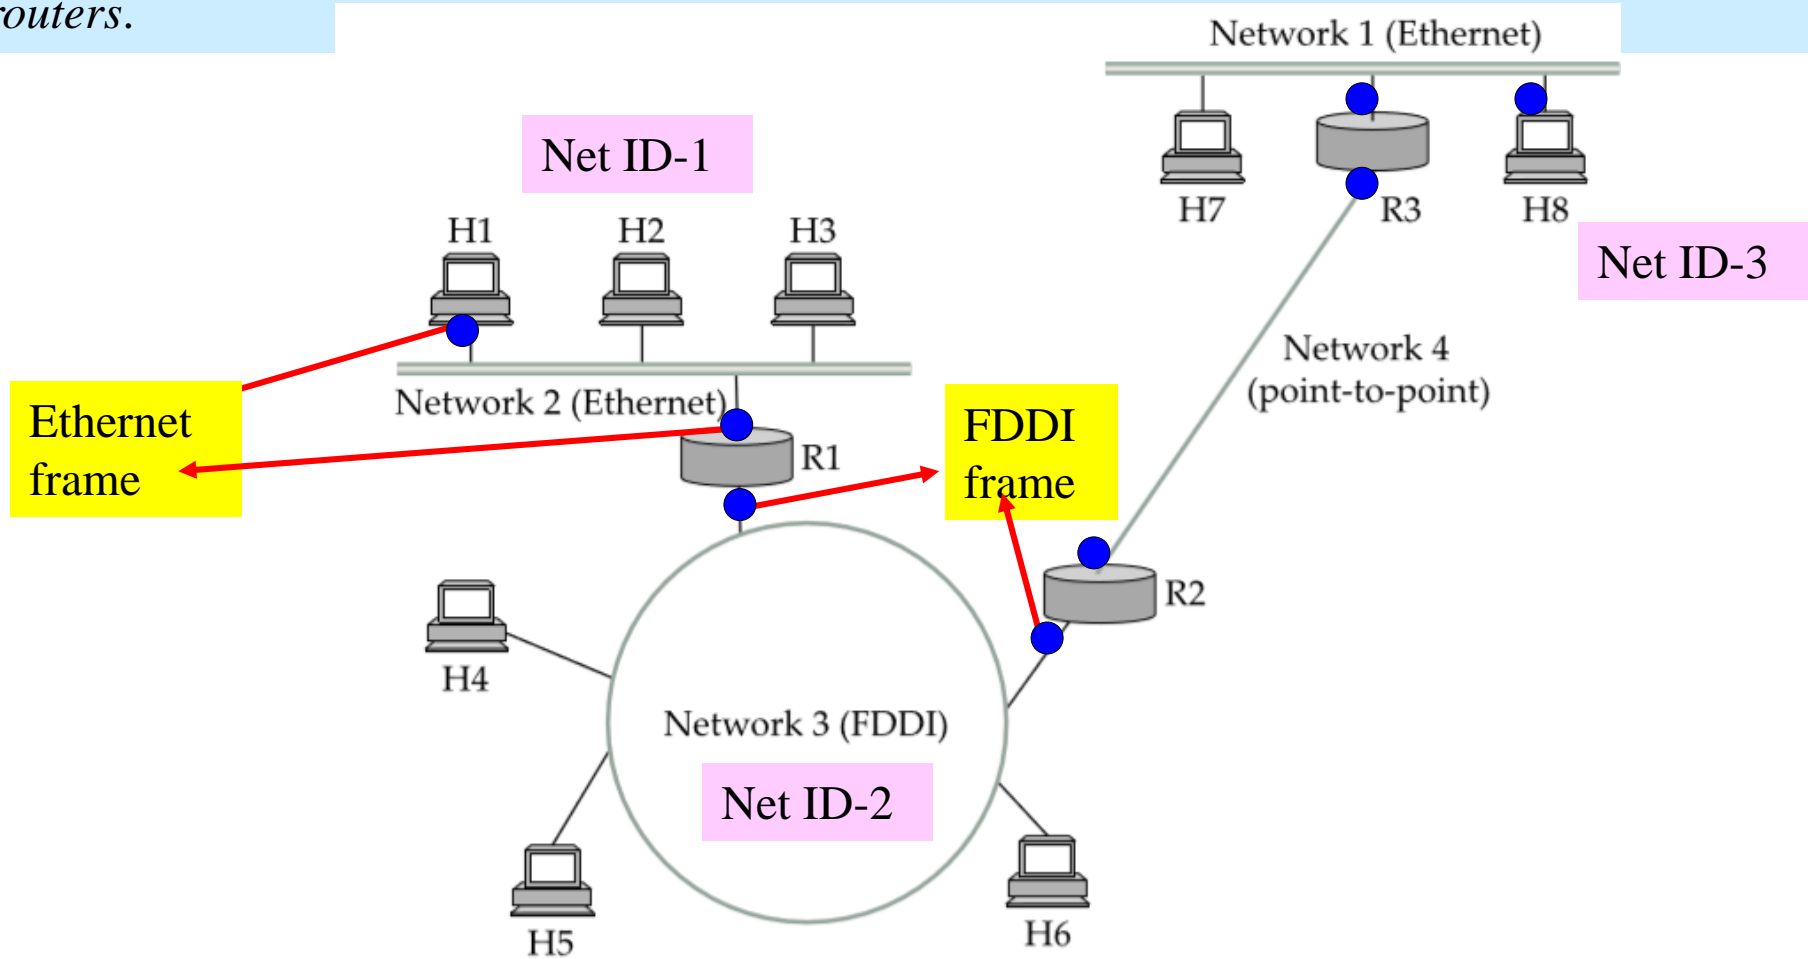 routers.
Network 1 (Ethernet)
Net ID-1
H7
R3
H8
H1
H2
H3
Net ID-3
Network 4
(point-to-point)
Network 2 (Ethernet)
Ethernet
frame
R1
FDDI
frame
R2
H4
Network 3 (FDDI)
Net ID-2
H5
H6